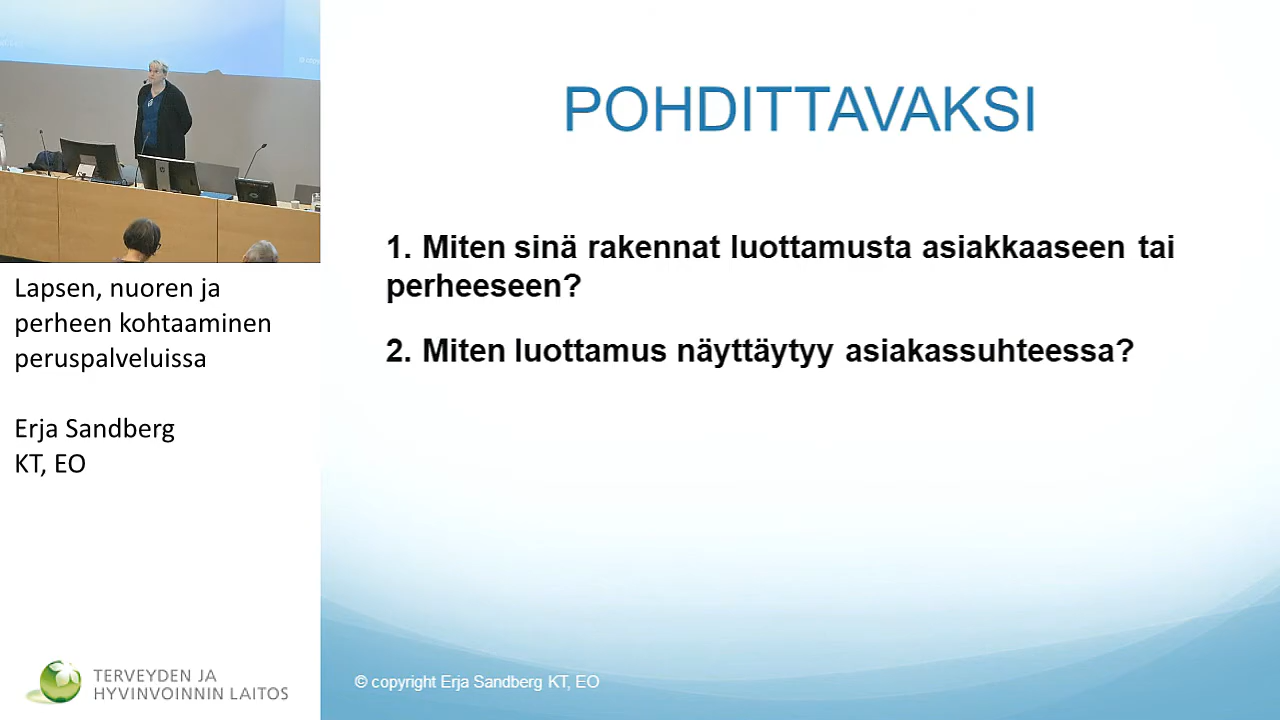 POHDITTAVAKSI
1. Miten sinä rakennat luottamusta asiakkaaseen tai
perheeseen?
2. Miten luottamus näyttäytyy asiakassuhteessa?
Lapsen, nuoren ja
perheen kohtaaminen
peruspalveluissa
Erja Sandberg
KT, EO
TERVEYDEN JA
HYVINVOINNIN LAITOS
© copyright Erja Sandberg KT, EO